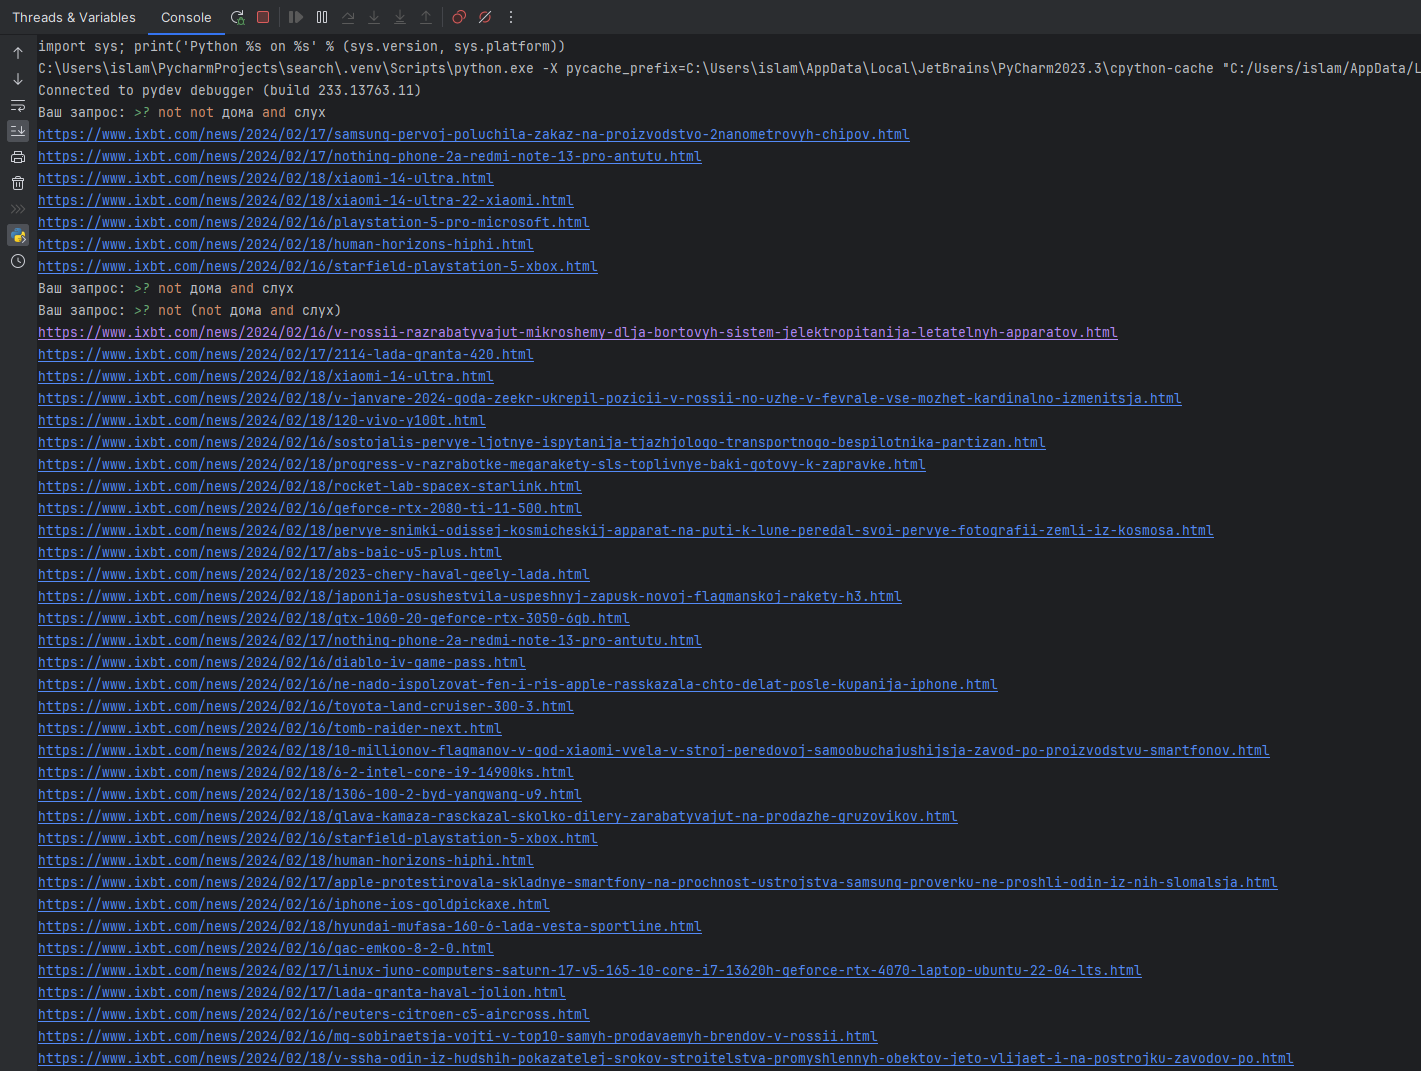 Threads & Variables Console
import sys; print('Python %s on %s' % (sys.version, sys.platform))
C:\Users\islam\PycharmProjects\search\.venv\Scripts\python.exe -X pycache_prefix=C:\Users\islam\AppData\Local\JetBrains\PyCharm2023.3\cpython-cache "C:/Users/islam/AppData/L
Connected to pydev debugger (build 233.13763.11)
Ваш запрос: >? not not дома and слух
https://www.ixbt.com/news/2024/02/17/samsung-pervoj-poluchila-zakaz-na-proizvodstvo-2nanometrovyh-chipov.html
https://www.ixbt.com/news/2024/02/17/nothing-phone-2a-redmi-note-13-pro-antutu.html
https://www.ixbt.com/news/2024/02/18/xiaomi-14-ultra.html
https://www.ixbt.com/news/2024/02/18/xiaomi-14-ultra-22-xiaomi.html
https://www.ixbt.com/news/2024/02/16/playstation-5-pro-microsoft.html
https://www.ixbt.com/news/2024/02/18/human-horizons-hiphi.html
https://www.ixbt.com/news/2024/02/16/starfield-playstation-5-xbox.html
Ваш запрос: >? not дома and слух
Ваш запрос: >? not (not дома and слух)
https://www.ixbt.com/news/2024/02/16/v-rossii-razrabatyvajut-mikroshemy-dlja-bortovyh-sistem-jelektropitanija-letatelnyh-apparatov.html
https://www.ixbt.com/news/2024/02/17/2114-lada-granta-420.html
https://www.ixbt.com/news/2024/02/18/xiaomi-14-ultra.html
https://www.ixbt.com/news/2024/02/18/v-janvare-2024-goda-zeekr-ukrepil-pozicii-v-rossii-no-uzhe-v-fevrale-vse-mozhet-kardinalno-izmenitsja.html
https://www.ixbt.com/news/2024/02/18/120-vivo-y100t.html
https://www.ixbt.com/news/2024/02/16/sostojalis-pervye-ljotnye-ispytanija-tjazhjologo-transportnogo-bespilotnika-partizan.html
https://www.ixbt.com/news/2024/02/18/progress-v-razrabotke-megarakety-sls-toplivnye-baki-gotovy-k-zapravke.html
https://www.ixbt.com/news/2024/02/18/rocket-lab-spacex-starlink.html
https://www.ixbt.com/news/2024/02/16/geforce-rtx-2080-ti-11-500.html
https://www.ixbt.com/news/2024/02/18/pervye-snimki-odissej-kosmicheskij-apparat-na-puti-k-lune-peredal-svoi-pervye-fotografii-zemli-iz-kosmosa.html
https://www.ixbt.com/news/2024/02/17/abs-baic-u5-plus.html
https://www.ixbt.com/news/2024/02/18/2023-chery-haval-geely-lada.html
https://www.ixbt.com/news/2024/02/18/japonija-osushestvila-uspeshnyj-zapusk-novoj-flagmanskoj-rakety-h3.html
https://www.ixbt.com/news/2024/02/18/gtx-1060-20-geforce-rtx-3050-6gb.html
https://www.ixbt.com/news/2024/02/17/nothing-phone-2a-redmi-note-13-pro-antutu.html
https://www.ixbt.com/news/2024/02/16/diablo-iv-game-pass.html
https://www.ixbt.com/news/2024/02/16/ne-nado-ispolzovat-fen-i-ris-apple-rasskazala-chto-delat-posle-kupanija-iphone.html
https://www.ixbt.com/news/2024/02/16/toyota-land-cruiser-300-3.html
https://www.ixbt.com/news/2024/02/16/tomb-raider-next.html
https://www.ixbt.com/news/2024/02/18/10-millionov-flagmanov-v-god-xiaomi-vvela-v-stroj-peredovoj-samoobuchajushijsja-zavod-po-proizvodstvu-smartfonov.html
https://www.ixbt.com/news/2024/02/18/6-2-intel-core-i9-14900ks.html
https://www.ixbt.com/news/2024/02/18/1306-100-2-byd-yangwang-u9.html
https://www.ixbt.com/news/2024/02/18/glava-kamaza-rasckazal-skolko-dilery-zarabatyvajut-na-prodazhe-gruzovikov.html
https://www.ixbt.com/news/2024/02/16/starfield-playstation-5-xbox.html
https://www.ixbt.com/news/2024/02/18/human-horizons-hiphi.html
https://www.ixbt.com/news/2024/02/17/apple-protestirovala-skladnye-smartfony-na-prochnost-ustrojstva-samsung-proverku-ne-proshli-odin-iz-nih-slomalsja.html
https://www.ixbt.com/news/2024/02/16/iphone-ios-goldpickaxe.html
https://www.ixbt.com/news/2024/02/18/hyundai-mufasa-160-6-lada-vesta-sportline.html
https://www.ixbt.com/news/2024/02/16/gac-emkoo-8-2-0.html
https://www.ixbt.com/news/2024/02/17/linux-juno-computers-saturn-17-v5-165-10-core-i7-13620h-geforce-rtx-4070-laptop-ubuntu-22-04-lts.html
https://www.ixbt.com/news/2024/02/17/lada-granta-haval-jolion.html
https://www.ixbt.com/news/2024/02/16/reuters-citroen-c5-aircross.html
https://www.ixbt.com/news/2024/02/16/mg-sobiraetsja-vojti-v-top10-samyh-prodavaemyh-brendov-v-rossii.html
https://www.ixbt.com/news/2024/02/18/v-ssha-odin-iz-hudshih-pokazatelej-srokov-stroitelstva-promyshlennyh-obektov-jeto-vlijaet-i-na-postrojku-zavodov-po.html